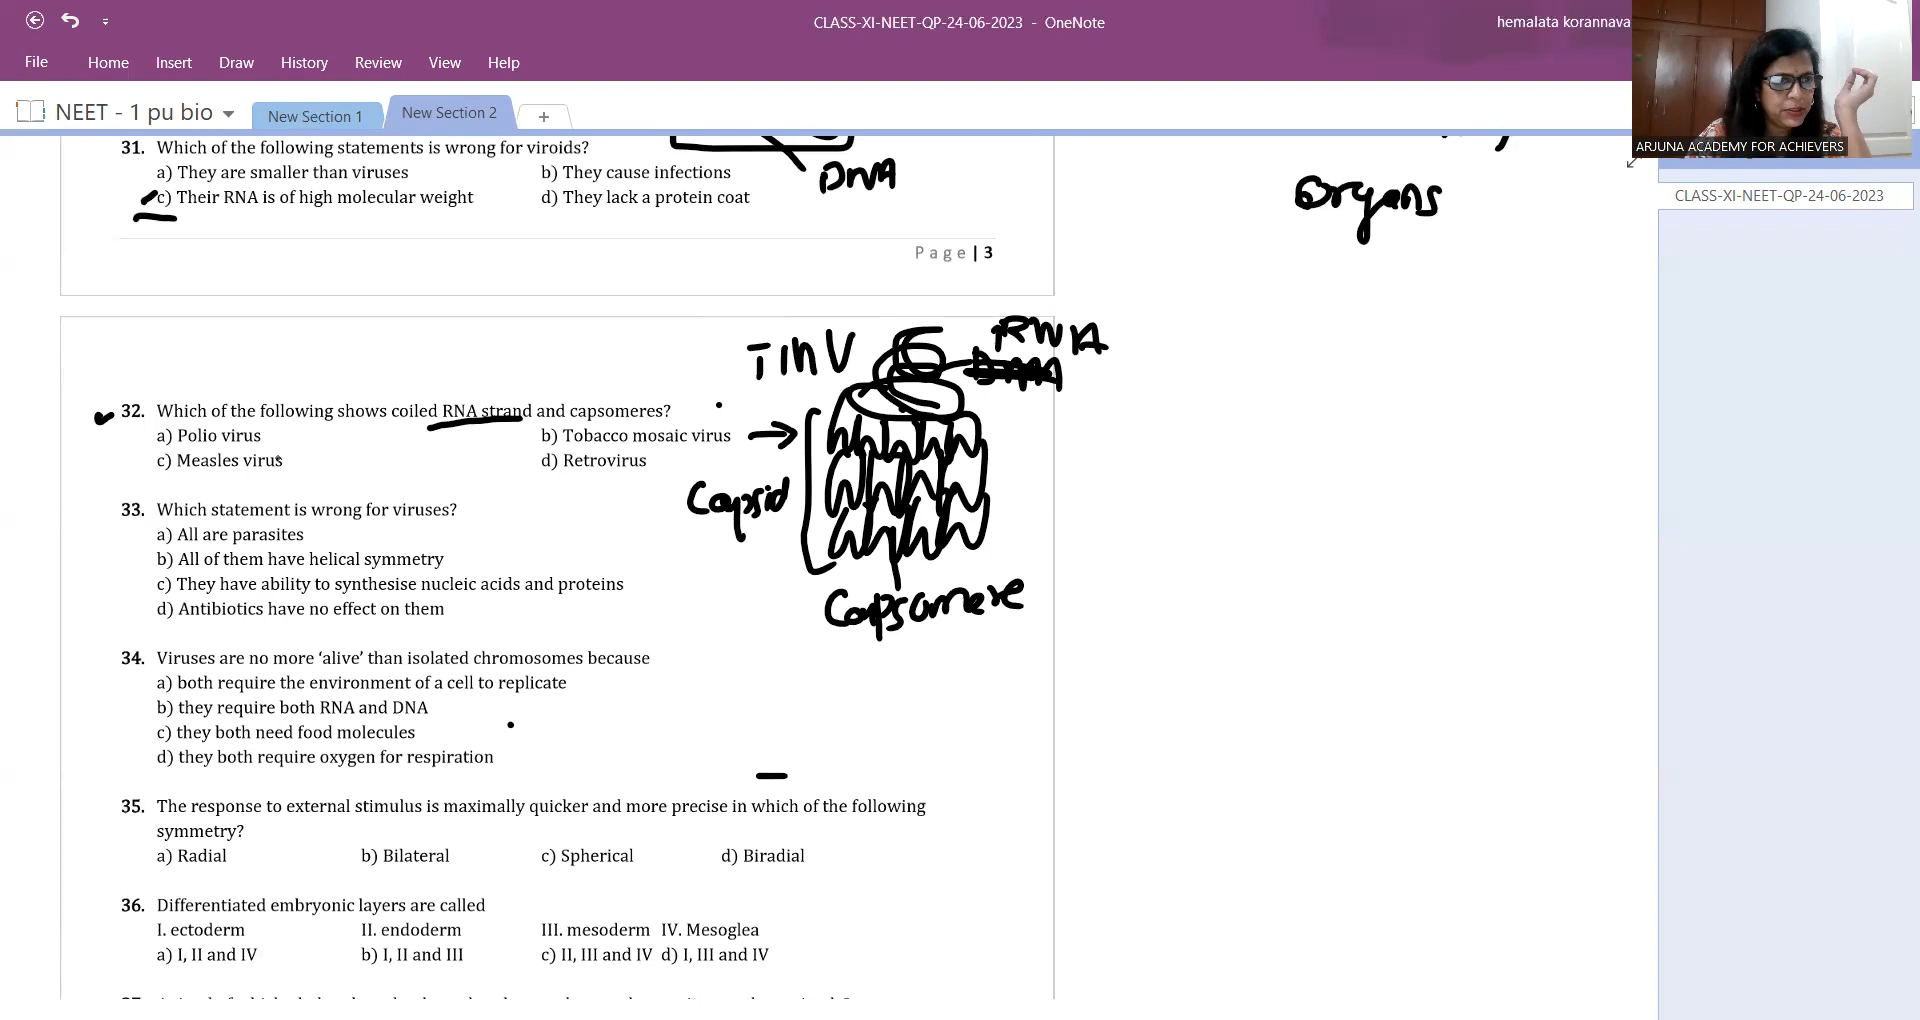 CLASS-XI-NEET-QP-24-06-2023 - OneNote
hemalata korannava
File Home Insert Draw History Review View Help
NEET - 1 pu bio New Section 1 New Section 2 +
ARJUNA ACADEMY FOR ACHIEVERS
CLASS-XI-NEET-QP-24-06-2023
31. Which of the following statements is wrong for viroids?
a) They are smaller than viruses b) They cause infections
c) Their RNA is of high molecular weight d) They lack a protein coat
DNA
Organs
Page | 3
TMV
RNA
32. Which of the following shows coiled RNA strand and capsomeres?
a) Polio virus b) Tobacco mosaic virus
c) Measles virus d) Retrovirus
Capsid
Capsomere
33. Which statement is wrong for viruses?
a) All are parasites
b) All of them have helical symmetry
c) They have ability to synthesise nucleic acids and proteins
d) Antibiotics have no effect on them
34. Viruses are no more ‘alive’ than isolated chromosomes because
a) both require the environment of a cell to replicate
b) they require both RNA and DNA
c) they both need food molecules
d) they both require oxygen for respiration
35. The response to external stimulus is maximally quicker and more precise in which of the following
symmetry?
a) Radial b) Bilateral c) Spherical d) Biradial
36. Differentiated embryonic layers are called
I. ectoderm II. endoderm III. mesoderm IV. Mesoglea
a) I, II and IV b) I, II and III c) II, III and IV d) I, III and IV